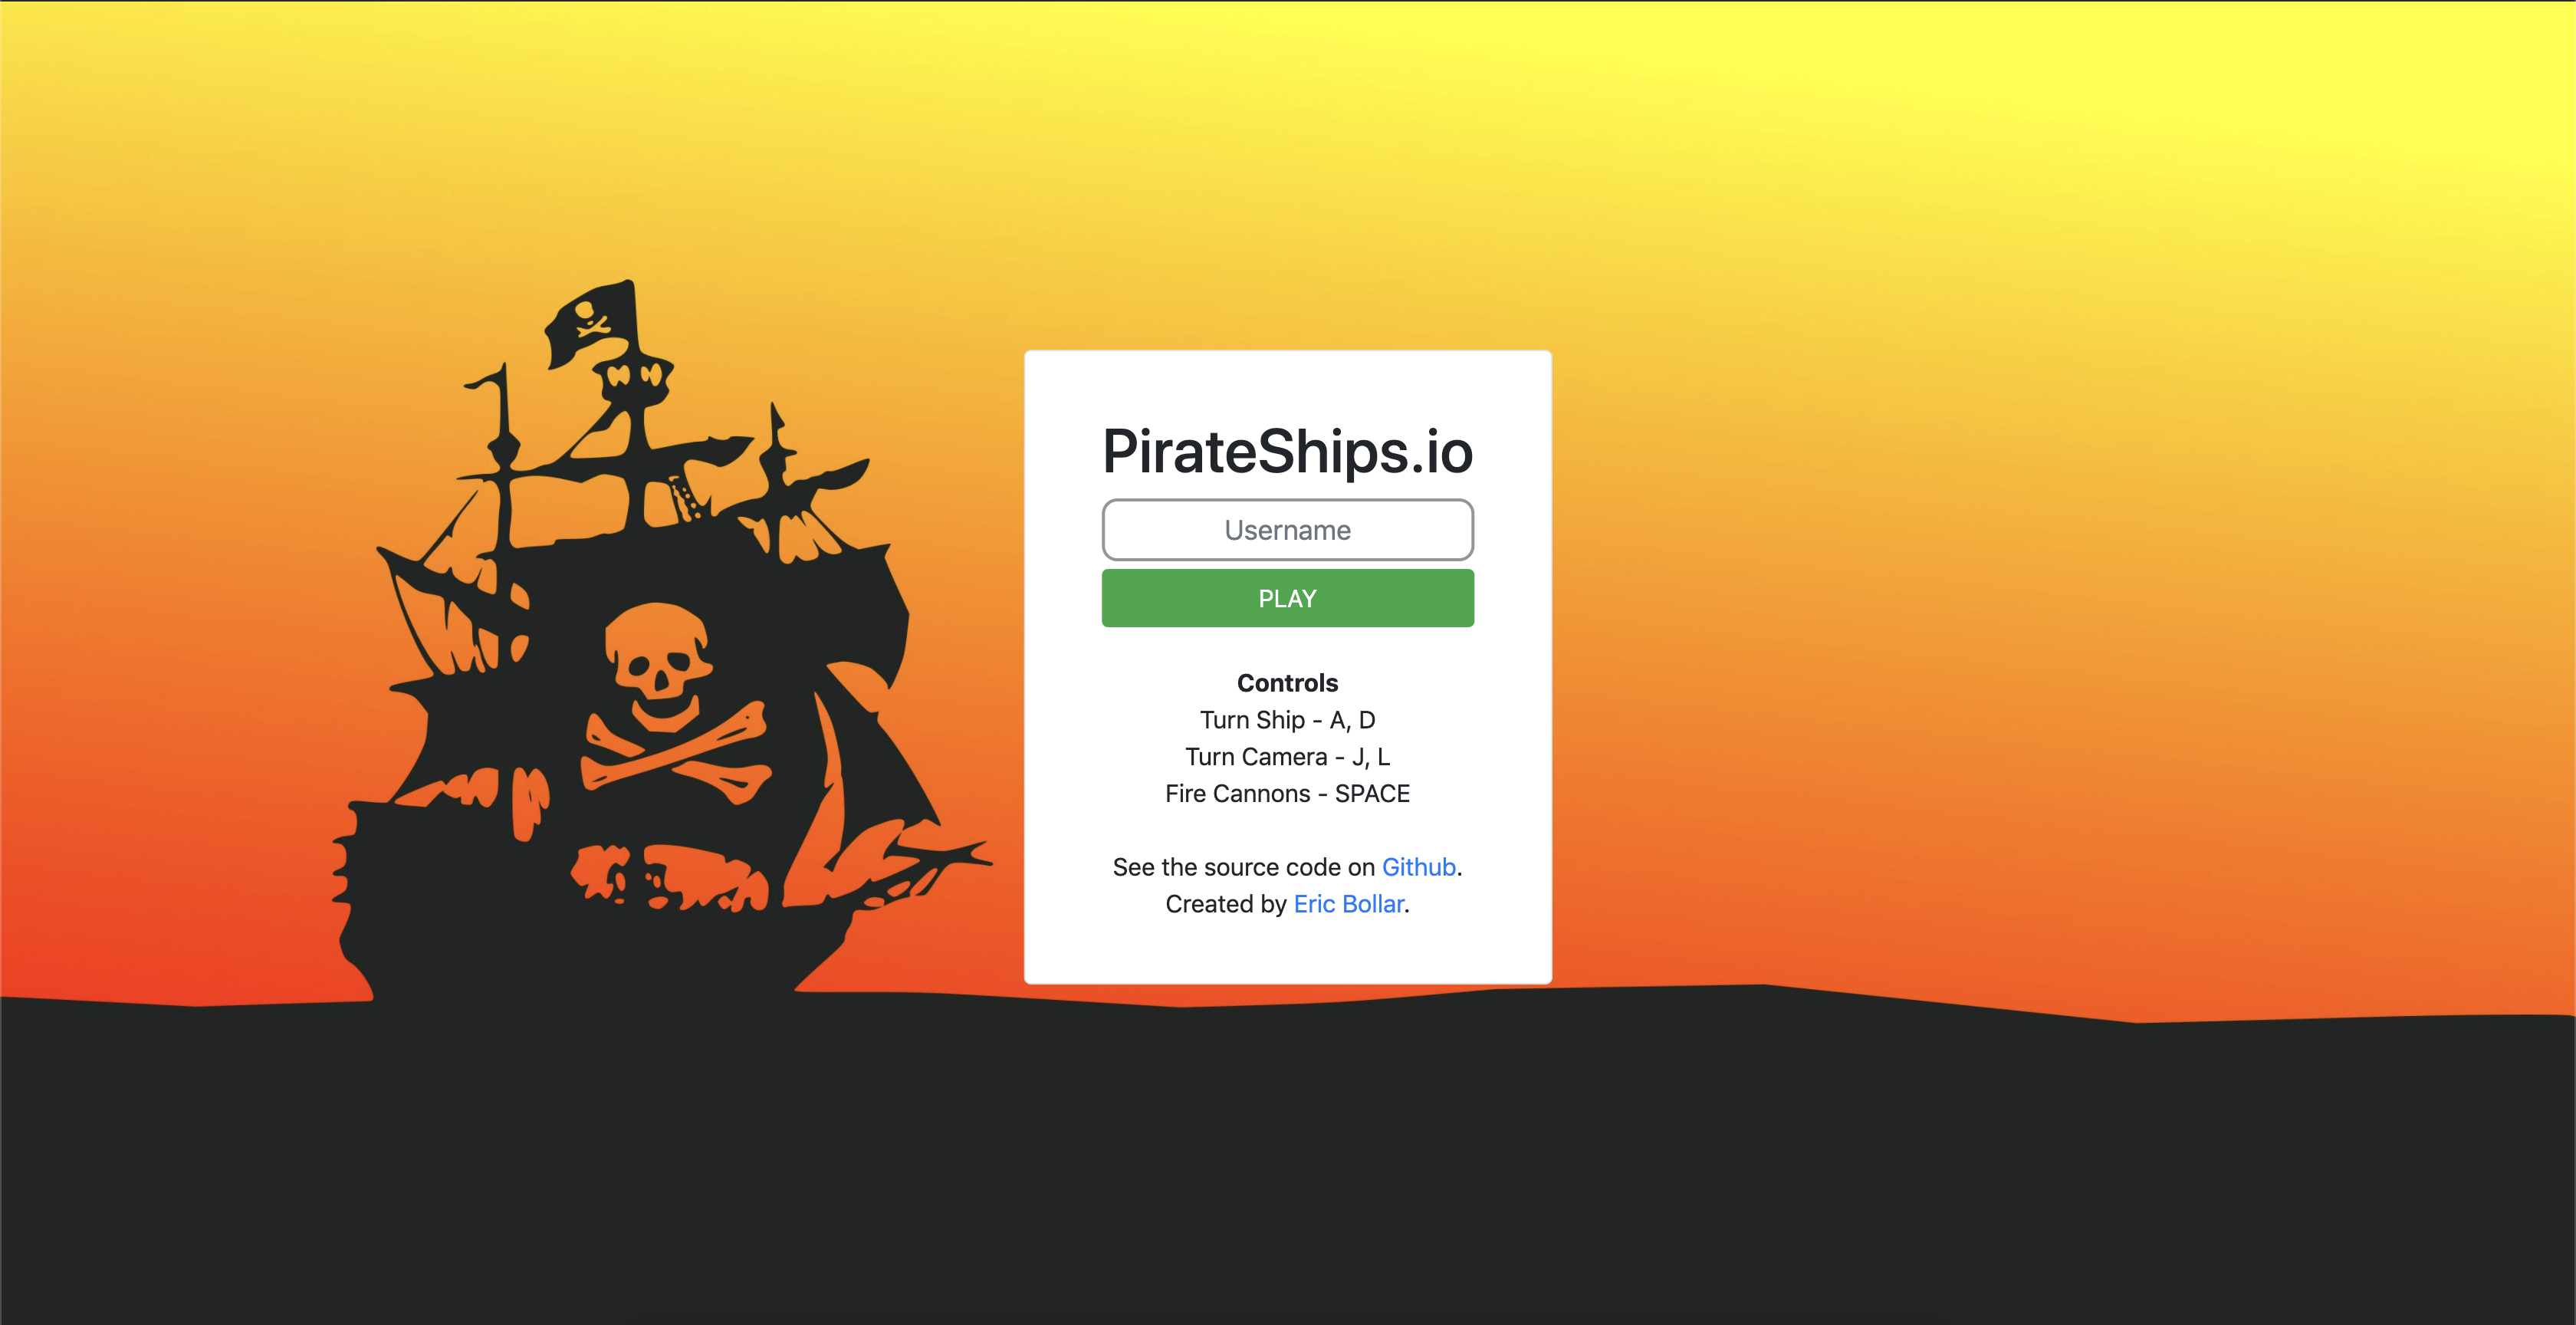 PirateShips.io
Username
PLAY
Controls
Turn Ship - A, D
Turn Camera - J, L
Fire Cannons - SPACE
See the source code on Github.
Created by Eric Bollar.